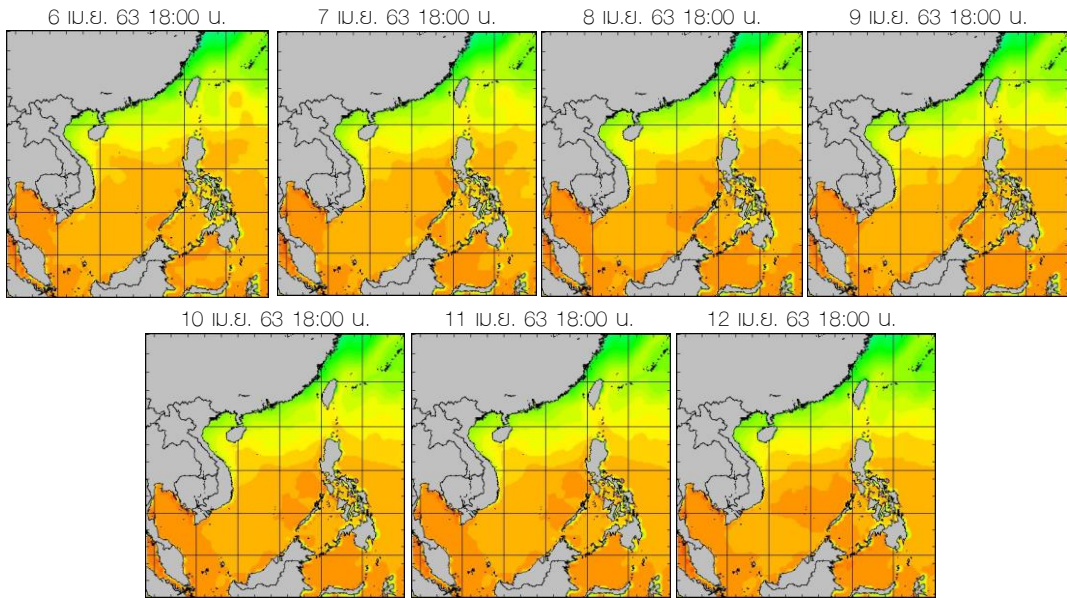 6 เม.ย. 63 18:00 น.
7 เม.ย. 63 18:00 น.
8 เม.ย. 63 18:00 น.
9 เม.ย. 63 18:00 น.
10 เม.ย. 63 18:00 น.
11 เม.ย. 63 18:00 น.
12 เม.ย. 63 18:00 น.